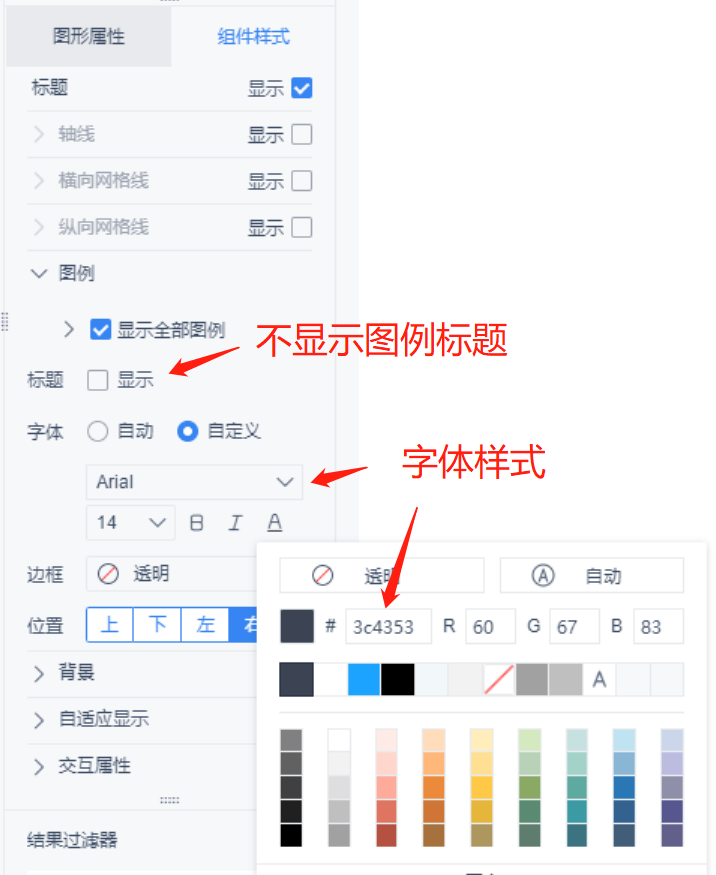 图形属性 组件样式
标题 显示
轴线 显示
横向网格线 显示
纵向网格线 显示
图例
显示全部图例
不显示图例标题
标题 显示
字体 自动 自定义
字体样式
Arial
14 B I A
边框 透明
透明 自动
位置 上 下 左 右
# 3c4353 R 60 G 67 B 83
背景
A
自适应显示
交互属性
结果过滤器